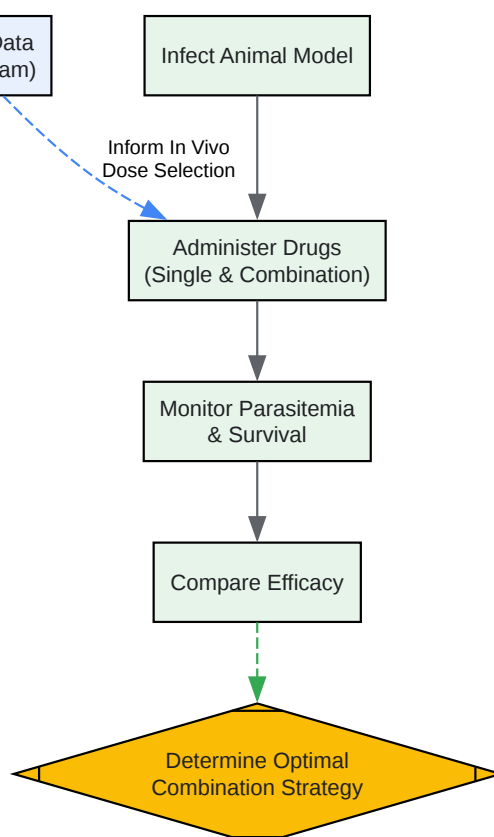 Data
Infect Animal Model
Inform In Vivo
Dose Selection
Administer Drugs
(Single & Combination)
Monitor Parasitemia
& Survival
Compare Efficacy
Determine Optimal
Combination Strategy